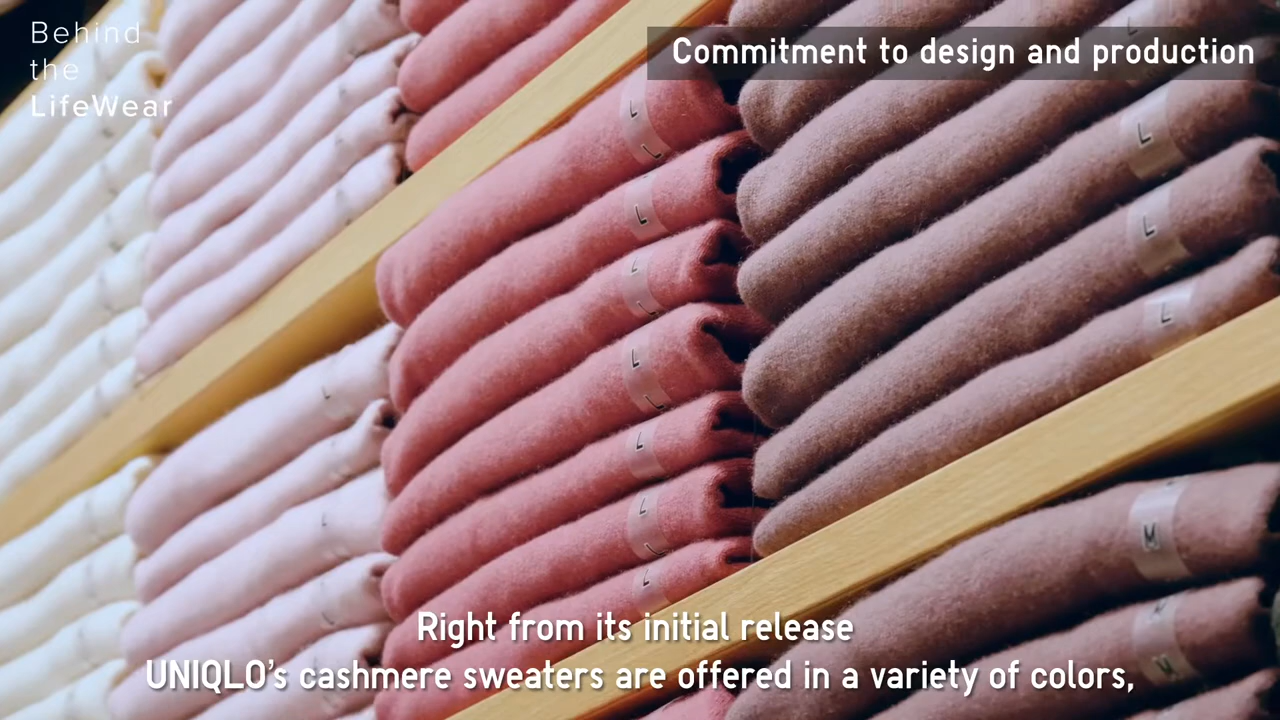 Behind
the
LifeWear
Commitment to design and production
L
L
L
L
L
L
L
L
L
L
M
M
Right from its initial release
UNIQLO's cashmere sweaters are offered in a variety of colors,